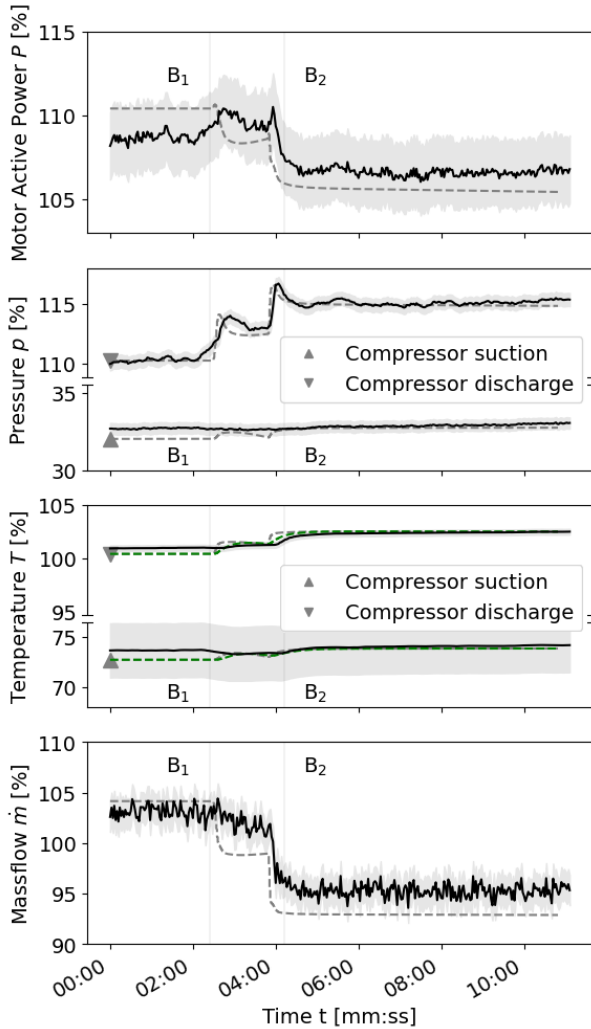 Motor Active Power P [%]
115
110
105
B₁
B₂
Pressure p [%]
115
110
35
30
Compressor suction
Compressor discharge
B₁
B₂
Temperature T [%]
105
100
95
75
70
Compressor suction
Compressor discharge
B₁
B₂
Massflow ṁ [%]
110
105
100
95
90
B₁
B₂
00:00
02:00
04:00
06:00
08:00
10:00
Time t [mm:ss]